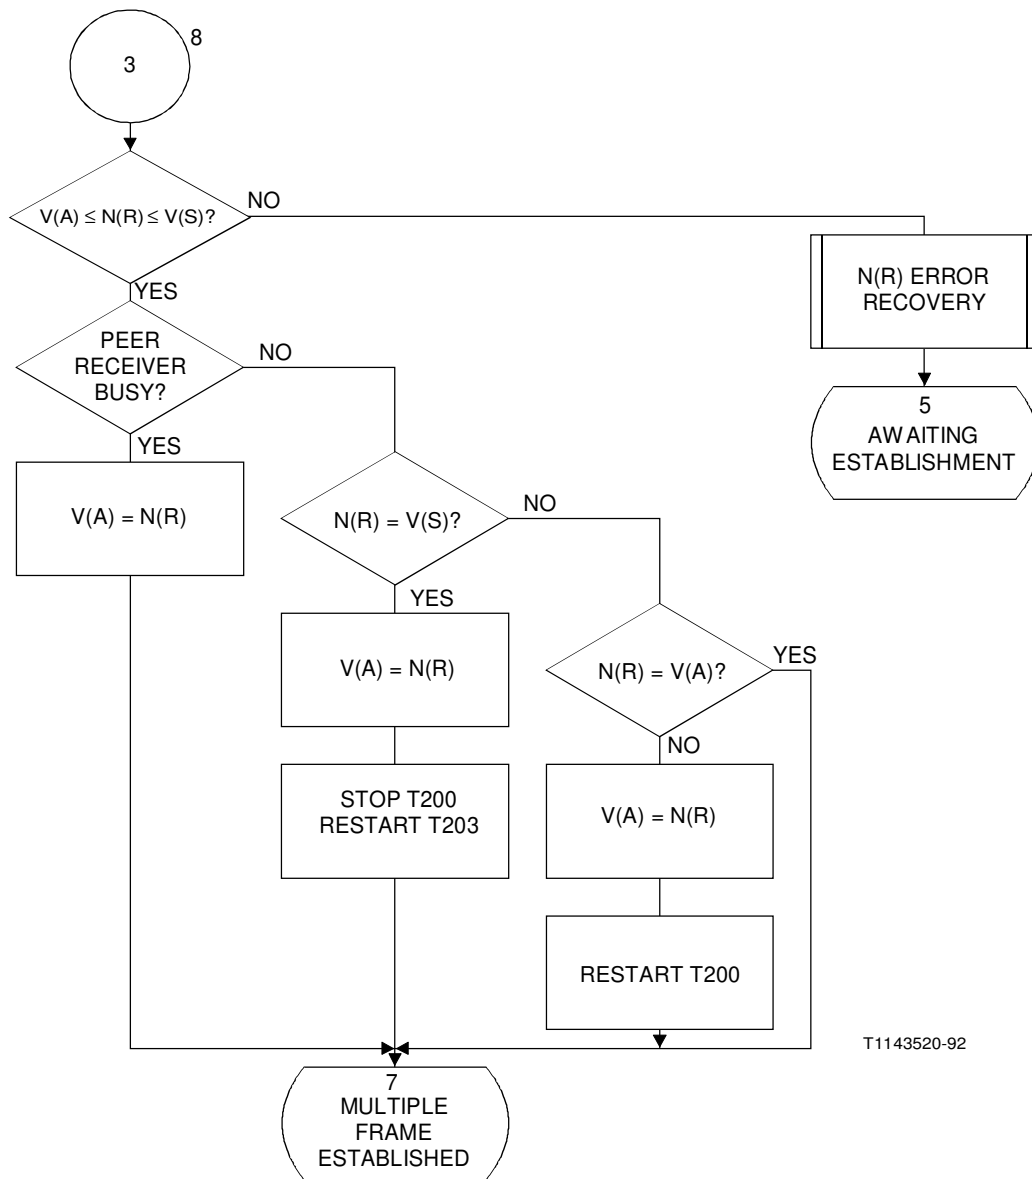 8
3
V(A) ≤ N(R) ≤ V(S)?
NO
YES
N(R) ERROR
RECOVERY
PEER
RECEIVER
BUSY?
NO
YES
5
AWAITING
ESTABLISHMENT
V(A) = N(R)
N(R) = V(S)?
NO
YES
V(A) = N(R)
N(R) = V(A)?
YES
NO
STOP T200
RESTART T203
V(A) = N(R)
RESTART T200
T1143520-92
7
MULTIPLE
FRAME
ESTABLISHED